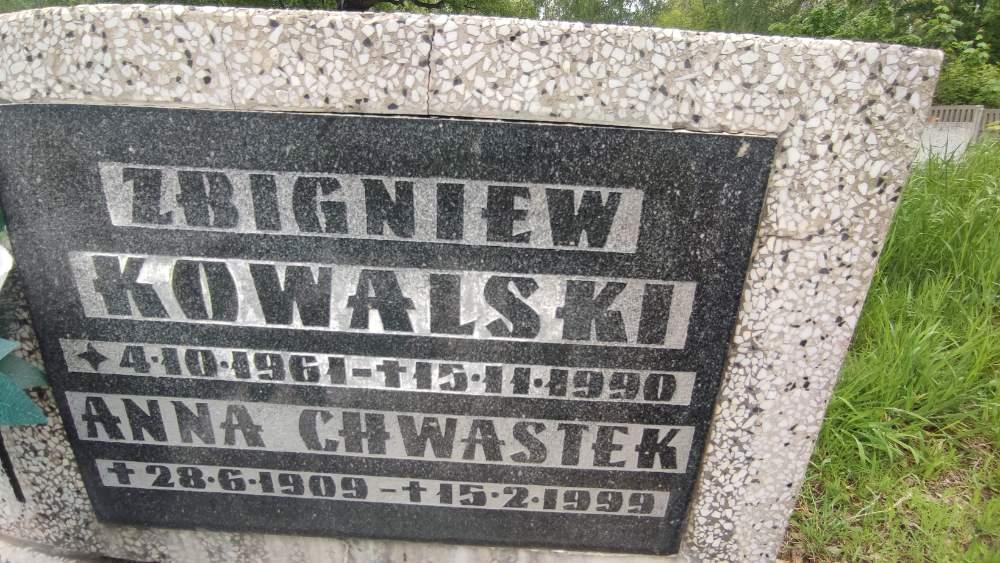 ZBIGNIEW
KOWALSKI
✦ 4·10·1961-†15·11·1990
ANNA CHWASTEK
†28·6·1909-†15·2·1999